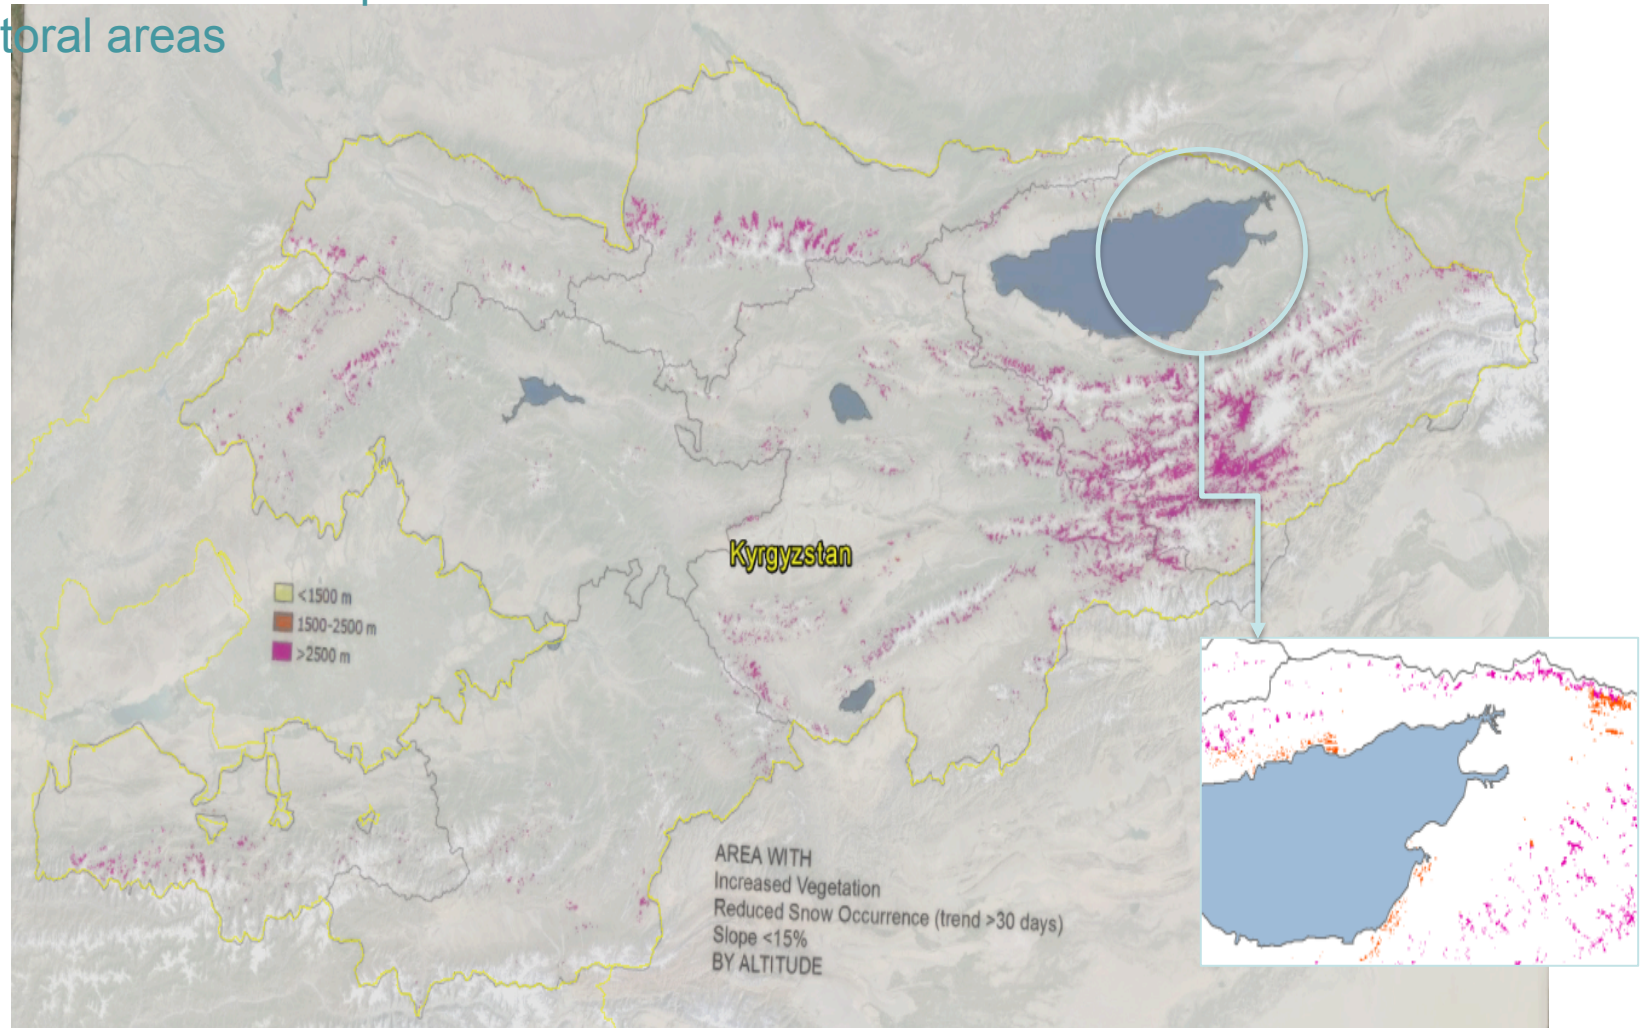 toral areas
Kyrgyzstan
<1500 m
1500-2500 m
>2500 m
AREA WITH
Increased Vegetation
Reduced Snow Occurrence (trend >30 days)
Slope <15%
BY ALTITUDE